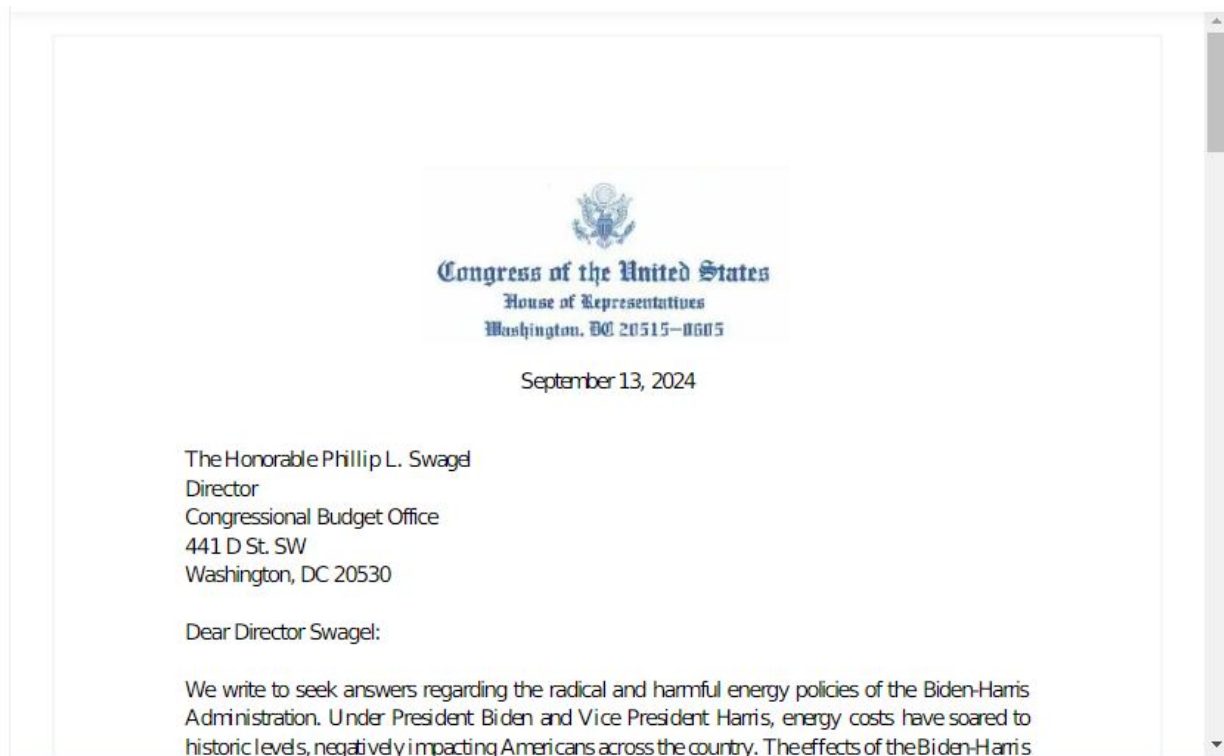 Congress of the United States
House of Representatives
Washington, DC 20515-0605
September 13, 2024
The Honorable Phillip L. Swagel
Director
Congressional Budget Office
441 D St. SW
Washington, DC 20530
Dear Director Swagel:
We write to seek answers regarding the radical and harmful energy policies of the Biden-Harris
Administration. Under President Biden and Vice President Harris, energy costs have soared to
historic levels, negatively impacting Americans across the country. The effects of the Biden-Harris